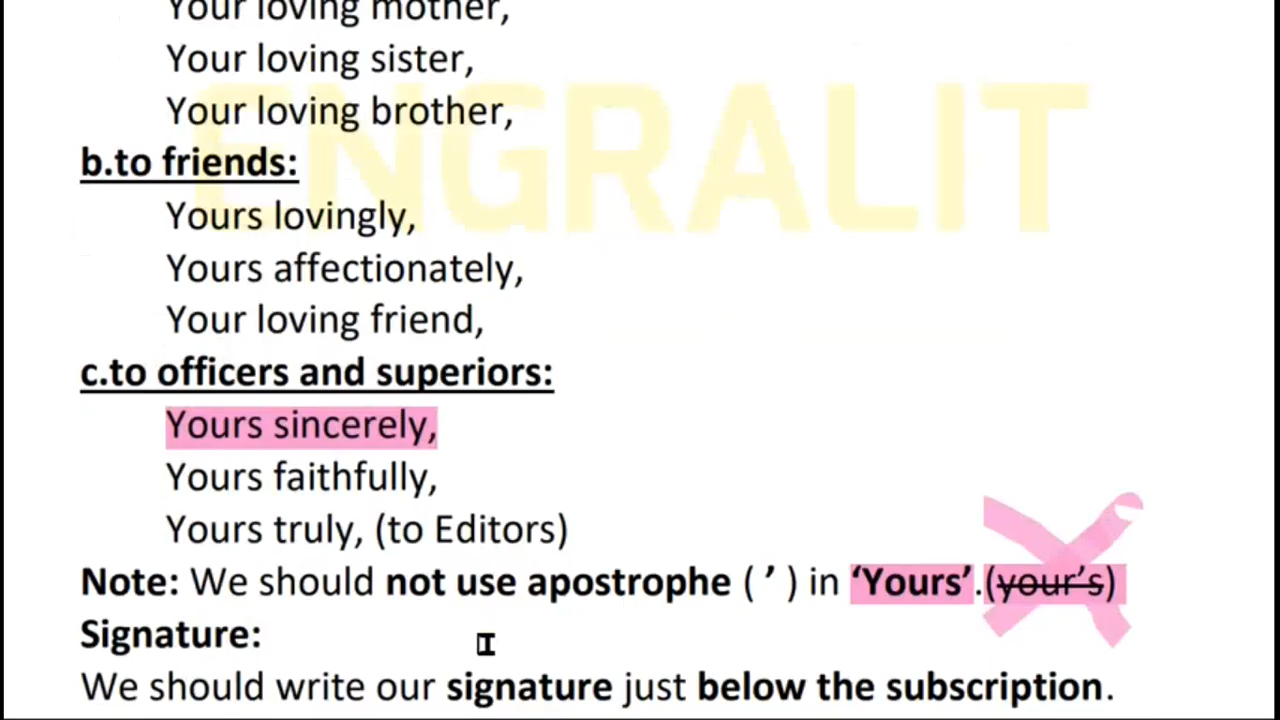 Your loving mother,
Your loving sister,
Your loving brother,
ENGRALIT
b.to friends:
Yours lovingly,
Yours affectionately,
Your loving friend,
c.to officers and superiors:
Yours sincerely,
Yours faithfully,
Yours truly, (to Editors)
Note: We should not use apostrophe ( ’ ) in ‘Yours’.(your’s)
Signature:
We should write our signature just below the subscription.